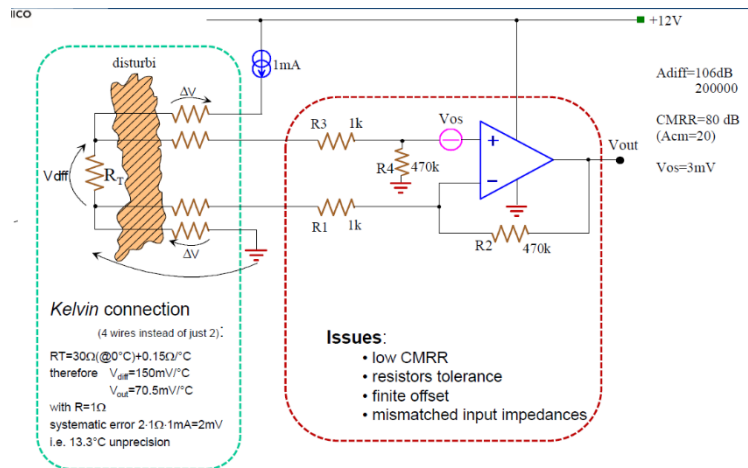 IICO
+12V
disturbi
ΔV
1mA
Adiff=106dB
200000
CMRR=80 dB
(Acm=20)
Vos=3mV
R3
1k
Vos
Vout
R4
470k
Vdff
RT
R1
1k
R2
470k
ΔV
Kelvin connection
(4 wires instead of just 2):
RT=30Ω(@0°C)+0.15Ω/°C
therefore Vdiff=150mV/°C
Vout=70.5mV/°C
with R=1Ω
systematic error 2·1Ω·1mA=2mV
i.e. 13.3°C unprecision
Issues:
• low CMRR
• resistors tolerance
• finite offset
• mismatched input impedances